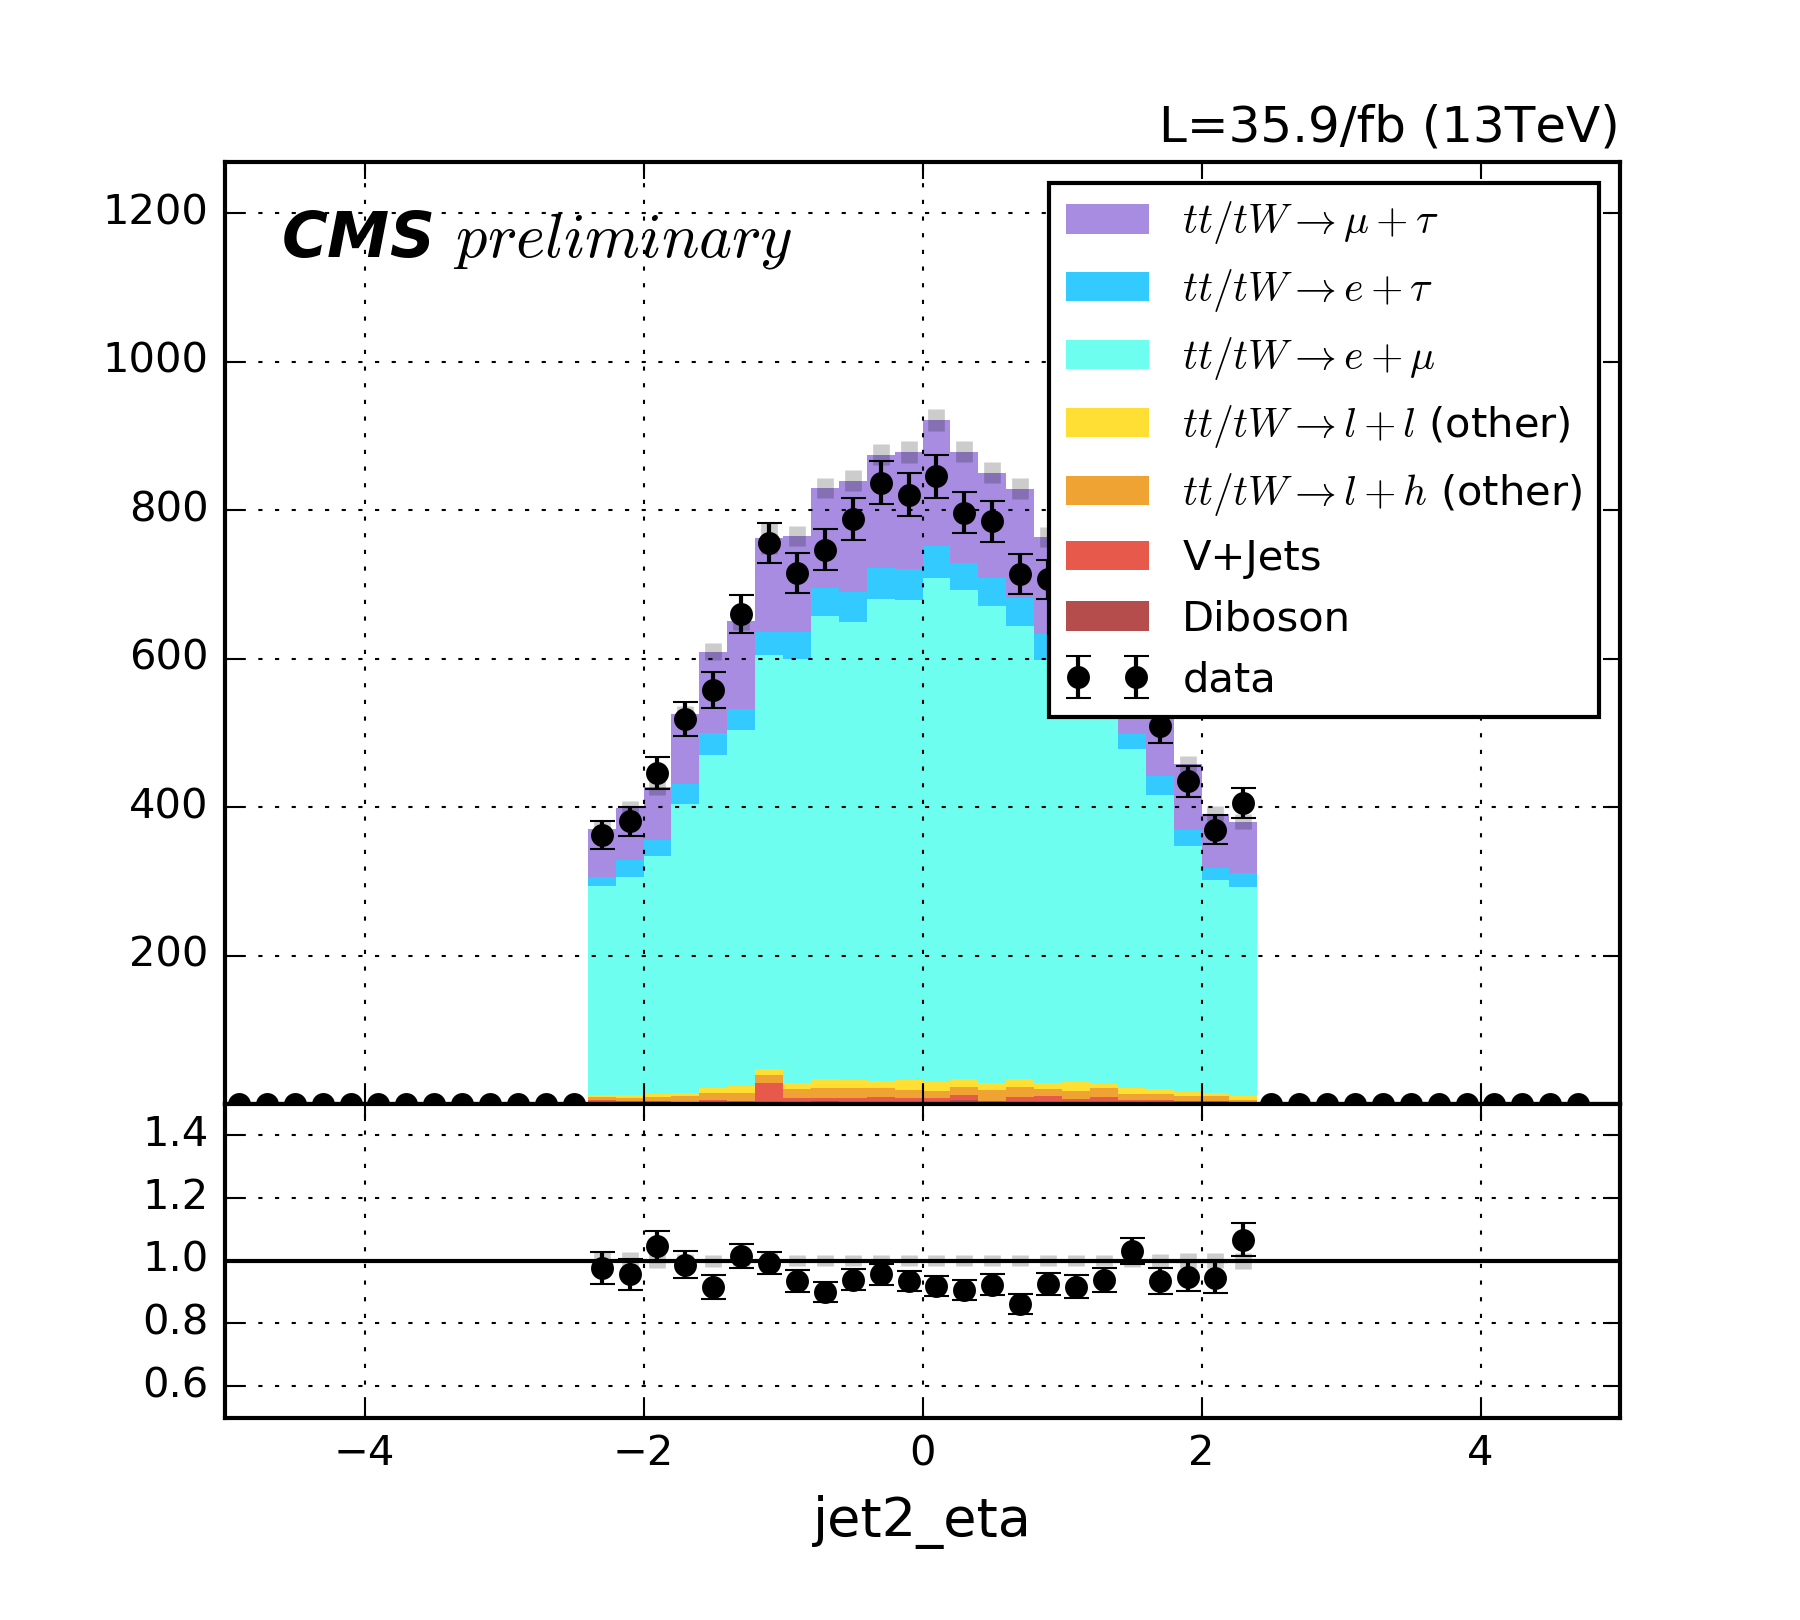 L=35.9/fb (13TeV)
CMS preliminary
1200
1000
800
600
400
200
tt/tW→μ+τ
tt/tW→e+τ
tt/tW→e+μ
tt/tW→l+l (other)
tt/tW→l+h (other)
V+Jets
Diboson
data
1.4
1.2
1.0
0.8
0.6
−4 −2 0 2 4
jet2_eta